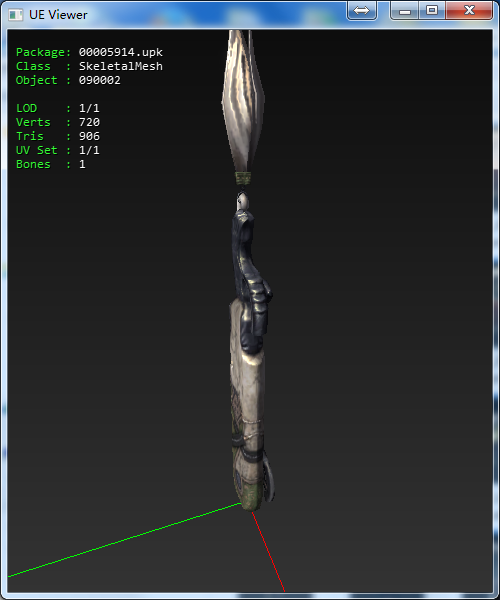 UE Viewer
Package: 00005914.upk
Class : SkeletalMesh
Object : 090002
LOD : 1/1
Verts : 720
Tris : 906
UV Set : 1/1
Bones : 1